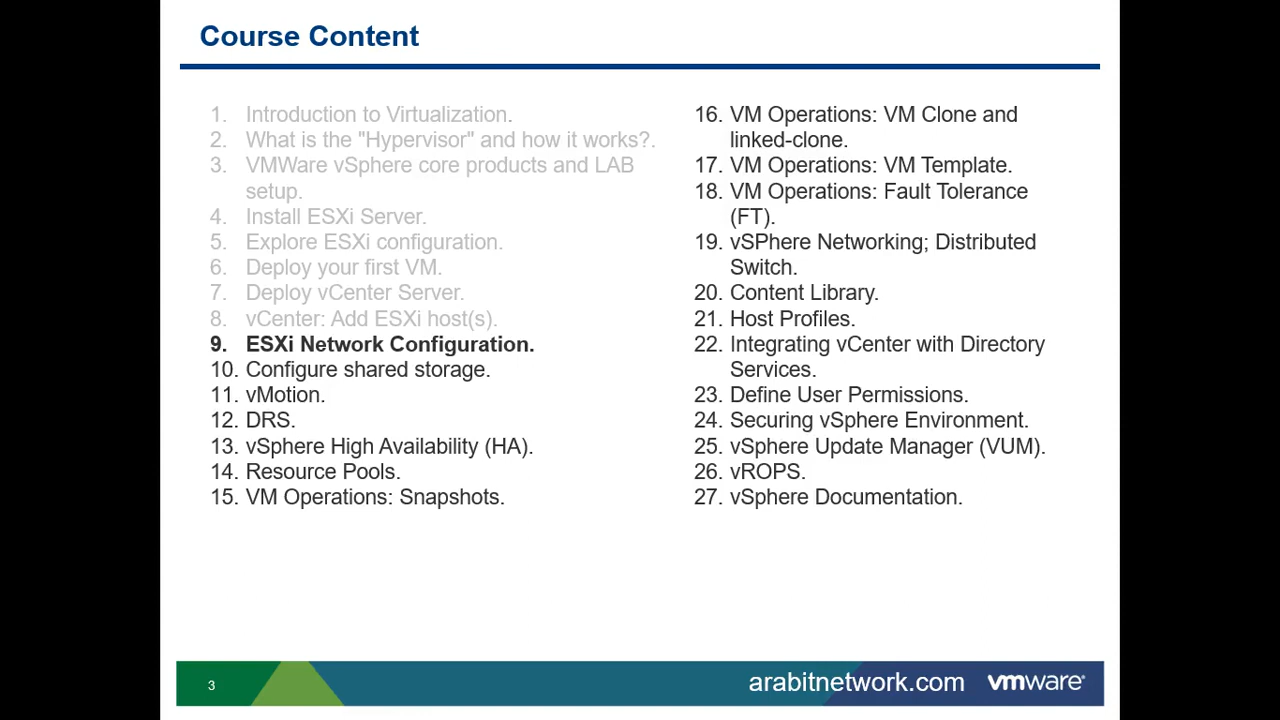 Course Content
1. Introduction to Virtualization.
2. What is the "Hypervisor" and how it works?.
3. VMWare vSphere core products and LAB
setup.
4. Install ESXi Server.
5. Explore ESXi configuration.
6. Deploy your first VM.
7. Deploy vCenter Server.
8. vCenter: Add ESXi host(s).
9. ESXi Network Configuration.
10. Configure shared storage.
11. vMotion.
12. DRS.
13. vSphere High Availability (HA).
14. Resource Pools.
15. VM Operations: Snapshots.
16. VM Operations: VM Clone and
linked-clone.
17. VM Operations: VM Template.
18. VM Operations: Fault Tolerance
(FT).
19. vSPhere Networking; Distributed
Switch.
20. Content Library.
21. Host Profiles.
22. Integrating vCenter with Directory
Services.
23. Define User Permissions.
24. Securing vSphere Environment.
25. vSphere Update Manager (VUM).
26. vROPS.
27. vSphere Documentation.
3
arabitnetwork.com
vmware